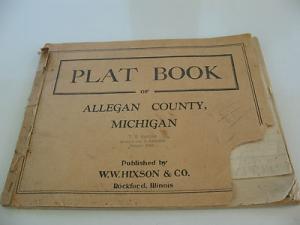 PLAT BOOK
OF
ALLEGAN COUNTY,
MICHIGAN
Published by
W.W. HIXSON & CO.
Rockford, Illinois